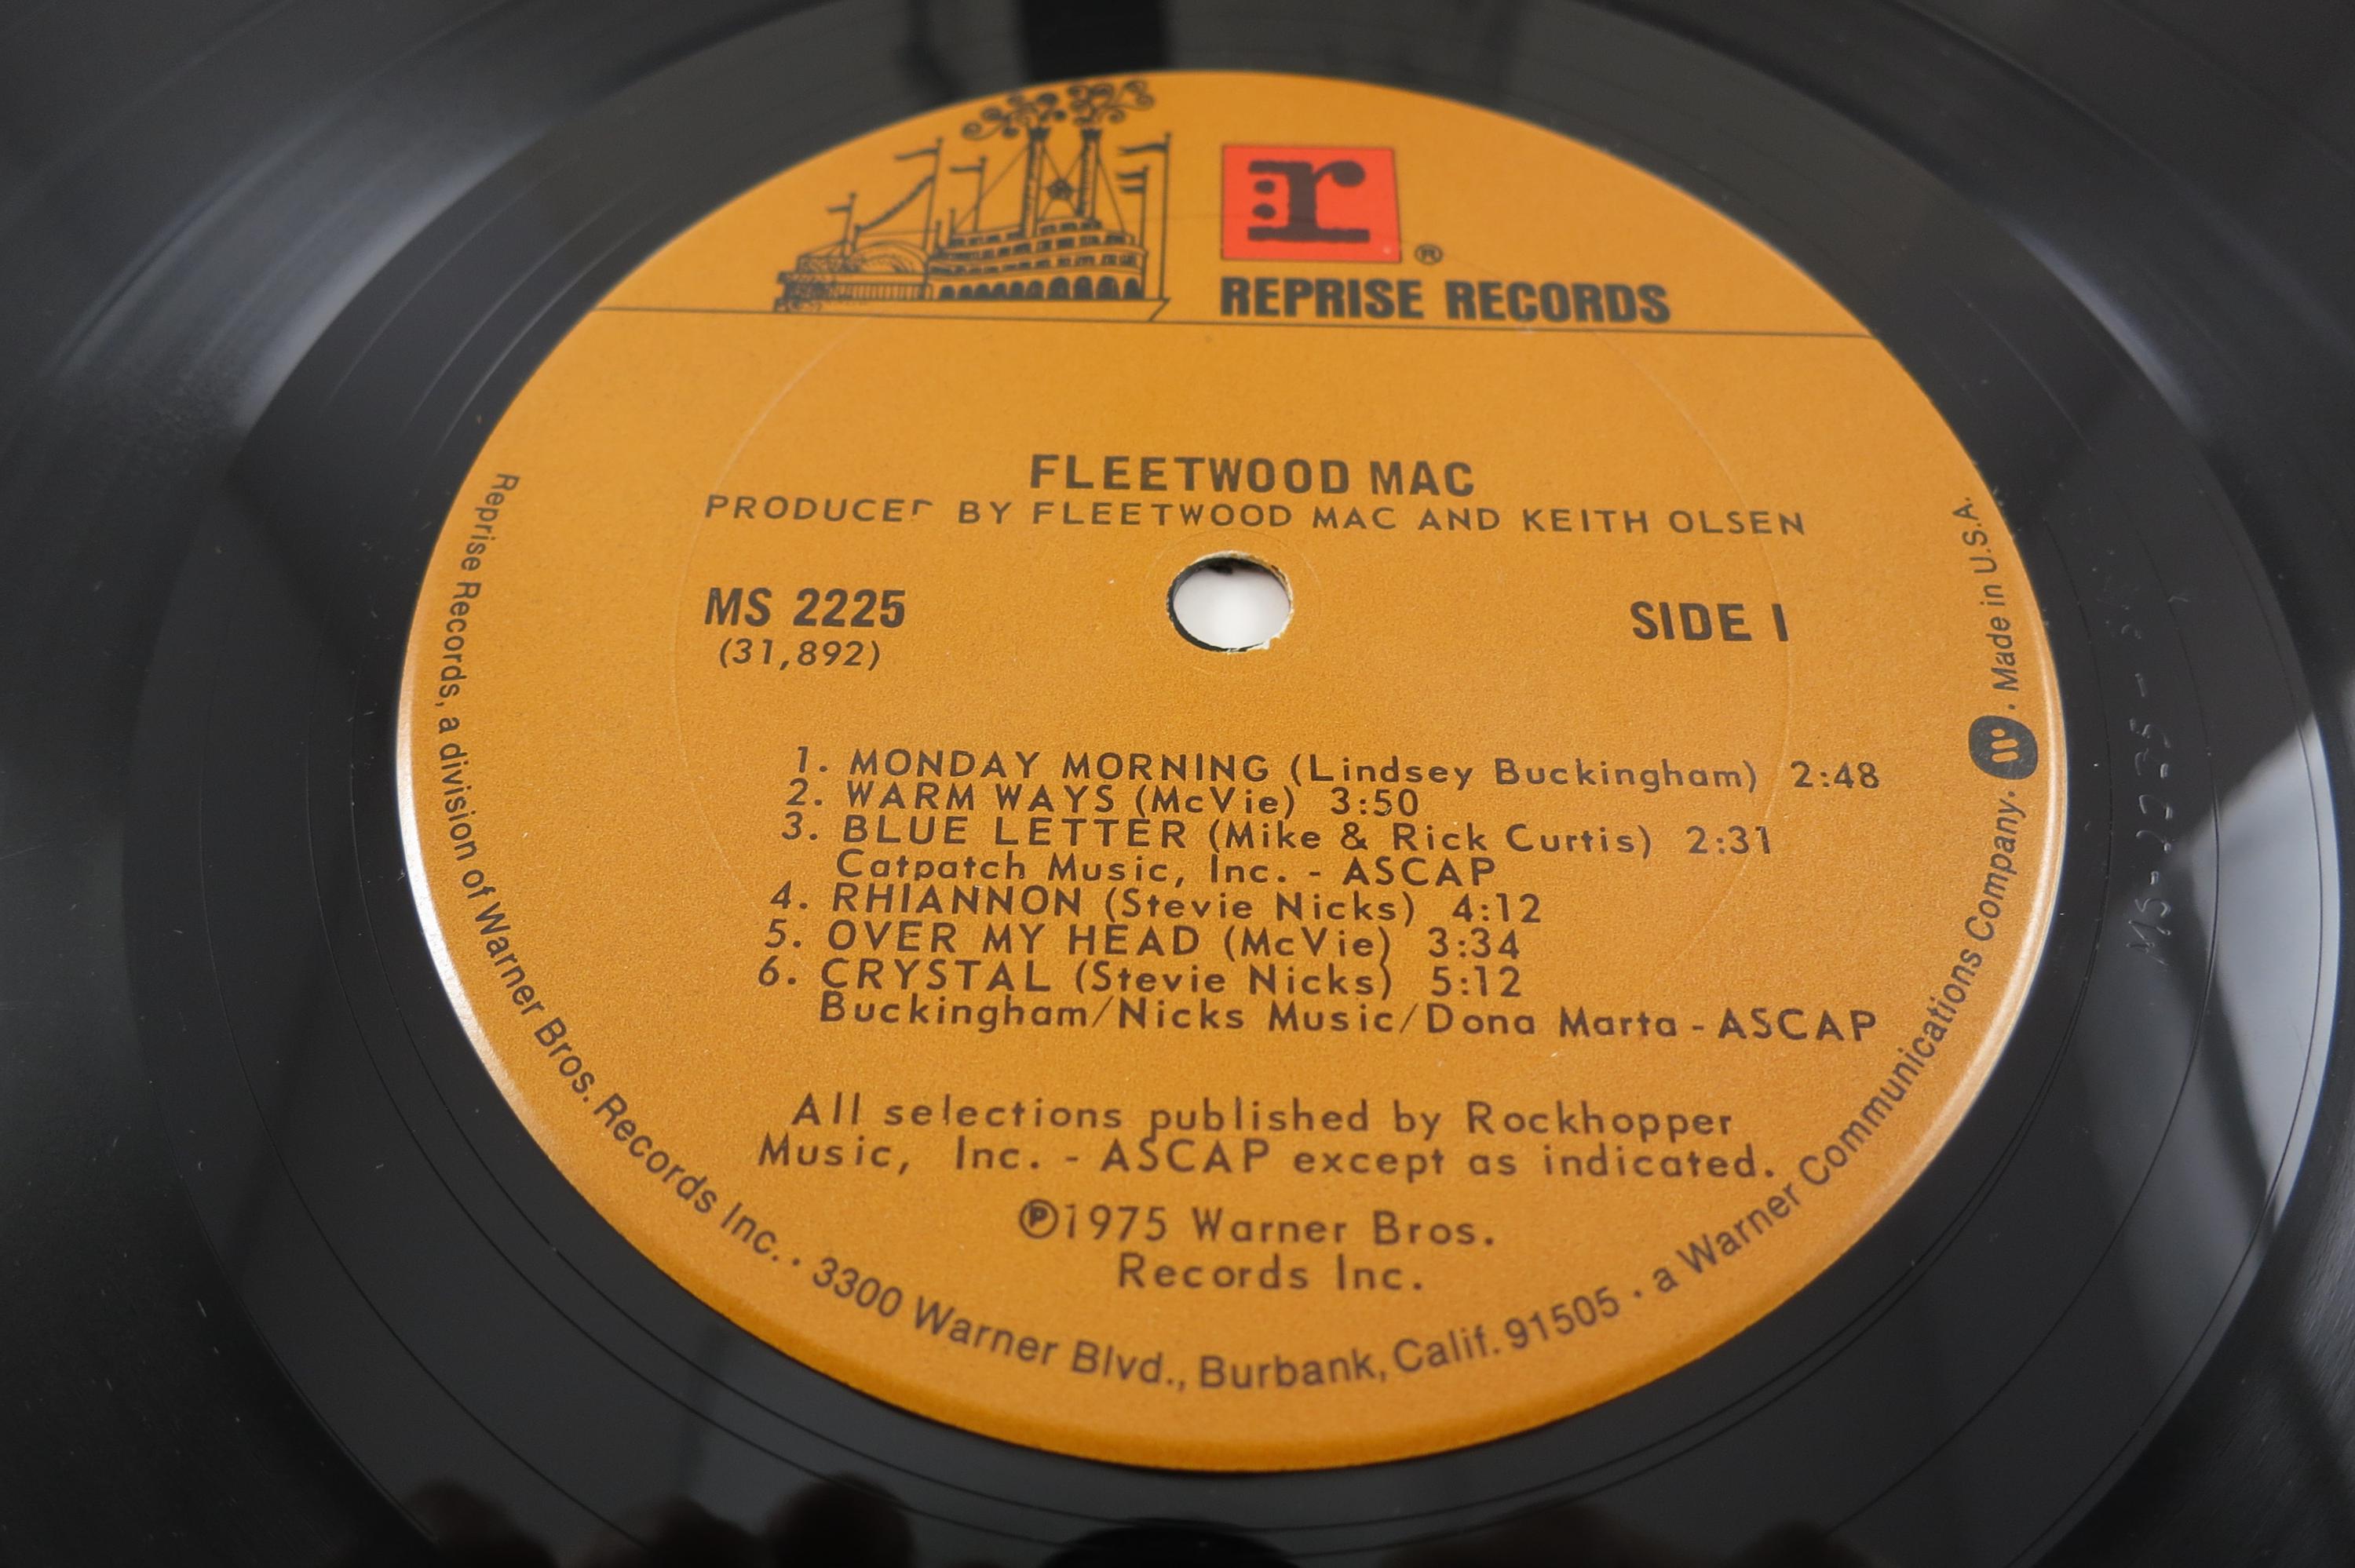 r
®
REPRISE RECORDS
FLEETWOOD MAC
PRODUCED BY FLEETWOOD MAC AND KEITH OLSEN
MS 2225
(31,892)
SIDE I
1. MONDAY MORNING (Lindsey Buckingham) 2:48
2. WARM WAYS (McVie) 3:50
3. BLUE LETTER (Mike & Rick Curtis) 2:31
Catpatch Music, Inc. - ASCAP
4. RHIANNON (Stevie Nicks) 4:12
5. OVER MY HEAD (McVie) 3:34
6. CRYSTAL (Stevie Nicks) 5:12
Buckingham/Nicks Music/Dona Marta - ASCAP
All selections published by Rockhopper
Music, Inc. - ASCAP except as indicated.
℗1975 Warner Bros.
Records Inc.
Reprise Records, a division of Warner Bros. Records Inc. · 3300 Warner Blvd., Burbank, Calif. 91505 · a Warner Communications Company. W · Made in U.S.A.